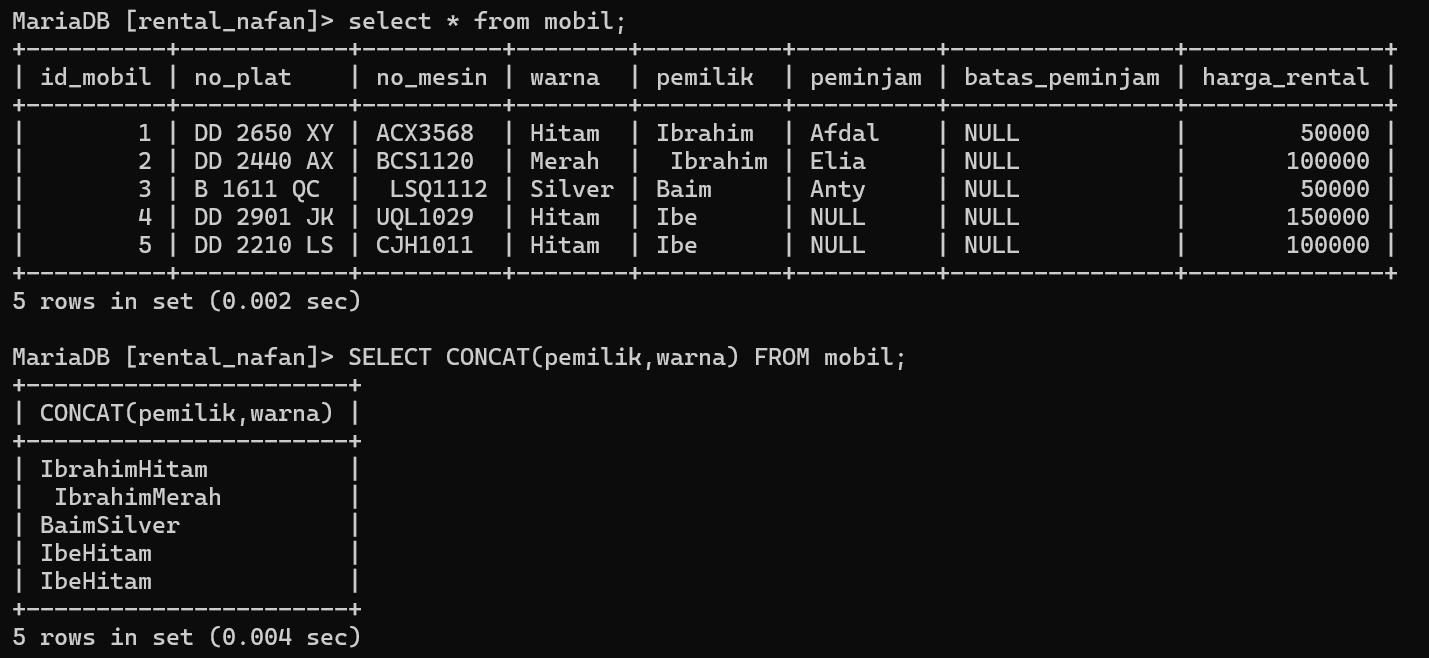 MariaDB [rental_nafan]> select * from mobil;
+----------+------------+----------+--------+----------+----------+----------------+--------------+
| id_mobil | no_plat    | no_mesin | warna  | pemilik  | peminjam | batas_peminjam | harga_rental |
+----------+------------+----------+--------+----------+----------+----------------+--------------+
|        1 | DD 2650 XY | ACX3568  | Hitam  | Ibrahim  | Afdal    | NULL           |        50000 |
|        2 | DD 2440 AX | BCS1120  | Merah  |  Ibrahim | Elia     | NULL           |       100000 |
|        3 | B 1611 QC  |  LSQ1112 | Silver | Baim     | Anty     | NULL           |        50000 |
|        4 | DD 2901 JK | UQL1029  | Hitam  | Ibe      | NULL     | NULL           |       150000 |
|        5 | DD 2210 LS | CJH1011  | Hitam  | Ibe      | NULL     | NULL           |       100000 |
+----------+------------+----------+--------+----------+----------+----------------+--------------+
5 rows in set (0.002 sec)

MariaDB [rental_nafan]> SELECT CONCAT(pemilik,warna) FROM mobil;
+-----------------------+
| CONCAT(pemilik,warna) |
+-----------------------+
| IbrahimHitam          |
|  IbrahimMerah         |
| BaimSilver            |
| IbeHitam              |
| IbeHitam              |
+-----------------------+
5 rows in set (0.004 sec)